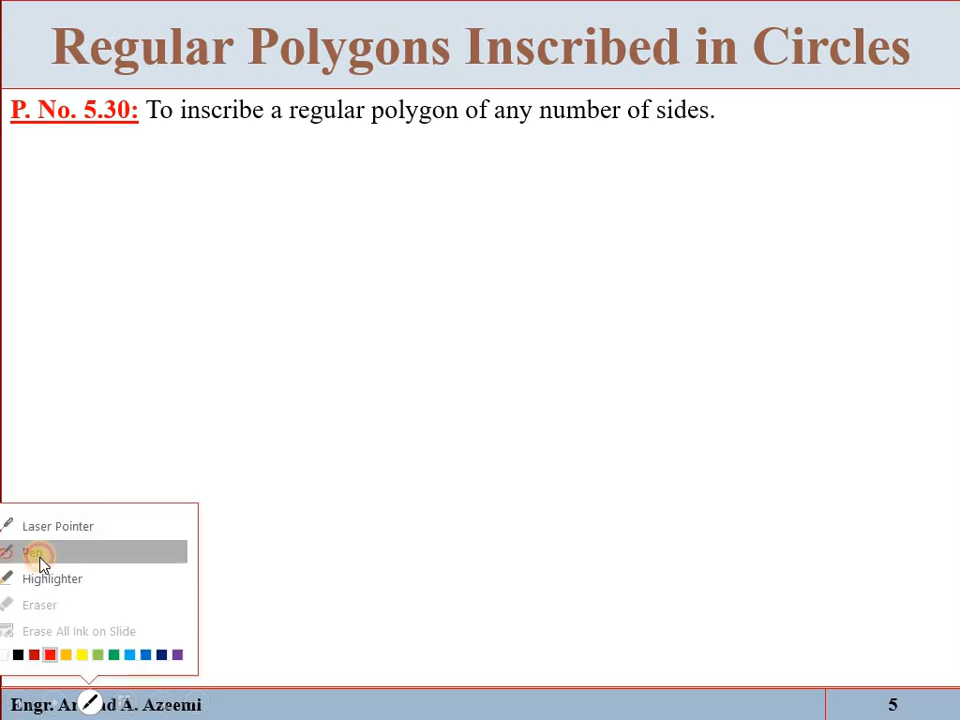 Regular Polygons Inscribed in Circles
P. No. 5.30: To inscribe a regular polygon of any number of sides.
Laser Pointer
Pen
Highlighter
Eraser
Erase All Ink on Slide
Engr. A. Azeemi
5